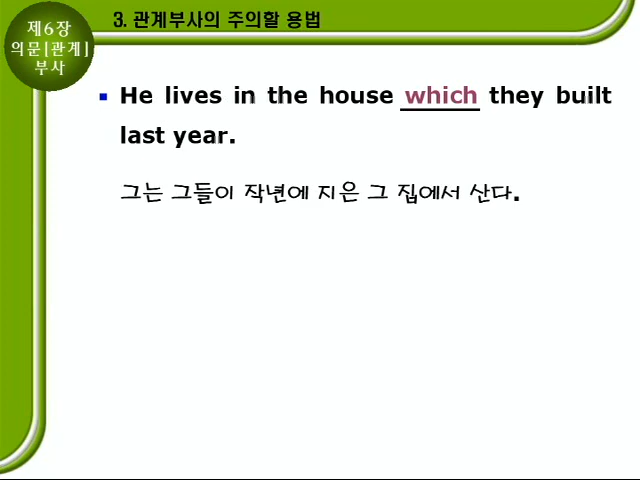 제6장
의문[관계]
부사
3. 관계부사의 주의할 용법
▪ He lives in the house which they built
last year.
그는 그들이 작년에 지은 그 집에서 산다.